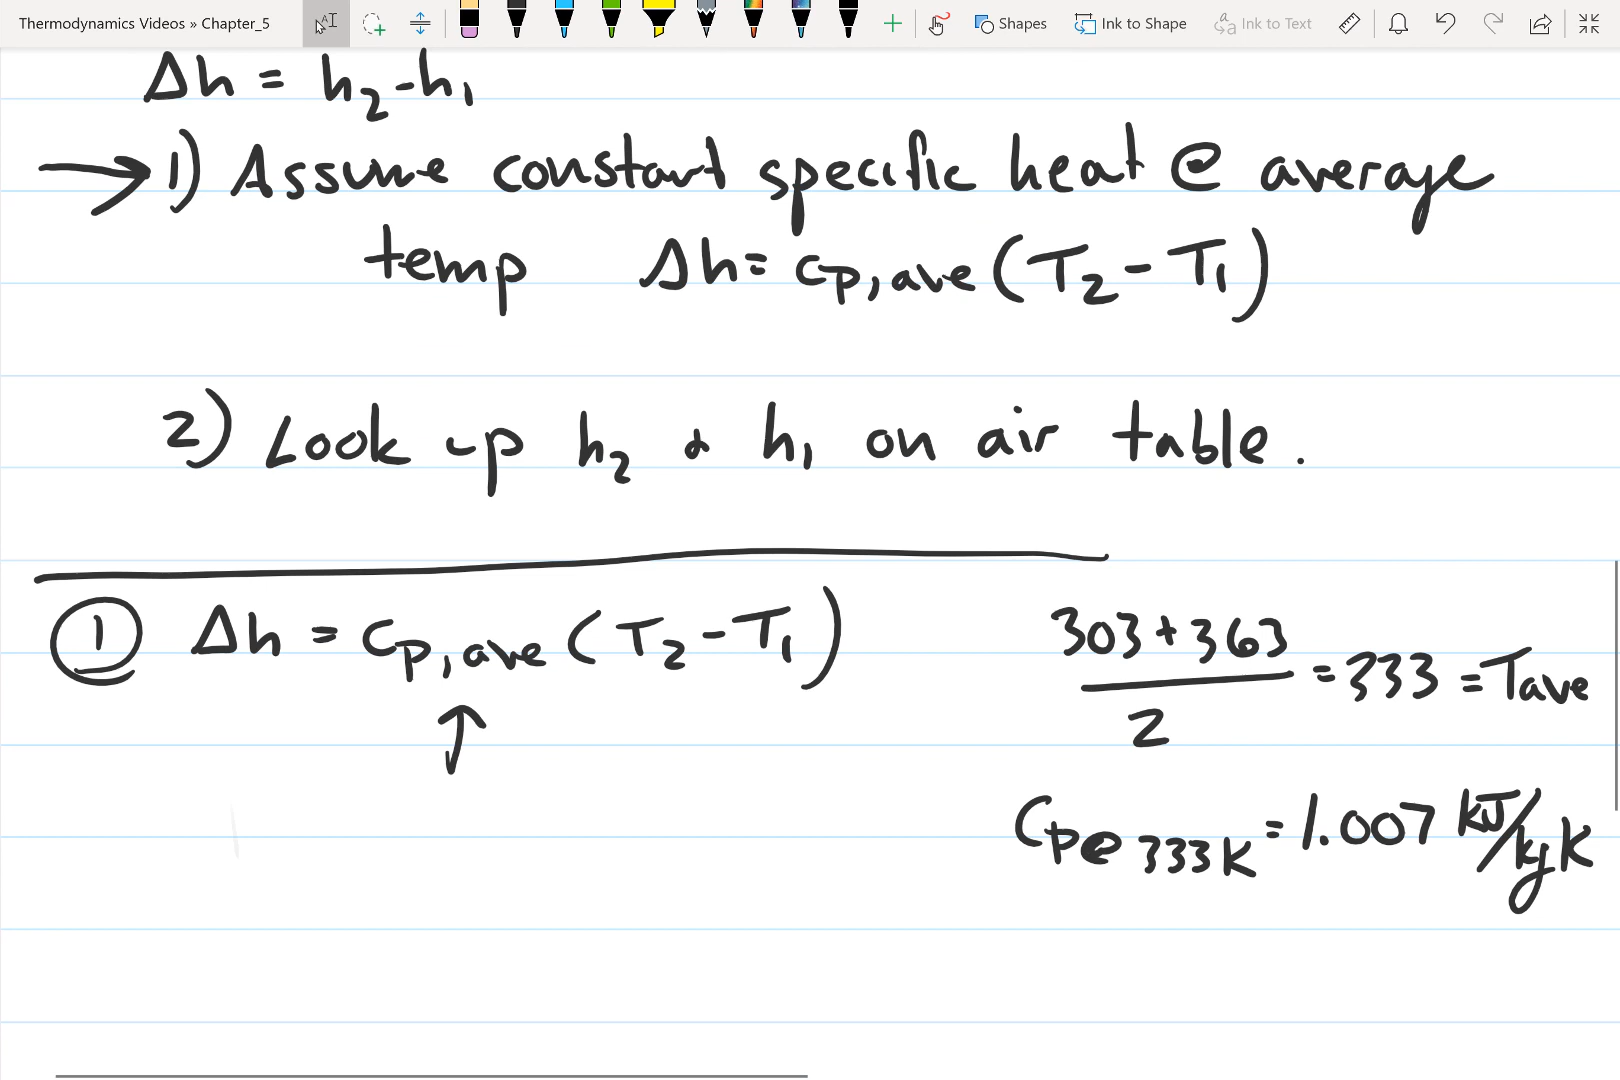 Thermodynamics Videos » Chapter_5
Shapes
Ink to Shape
Ink to Text
Δh = h₂-h₁
→ 1) Assume constant specific heat @ average
temp Δh= cp,ave (T₂ - T₁)
2) Look up h₂ & h₁ on air table.
① Δh = cp,ave (T₂ - T₁)
↑
303 + 363
2
= 333 = Tave
Cp@ 333K = 1.007 kJ/kgK